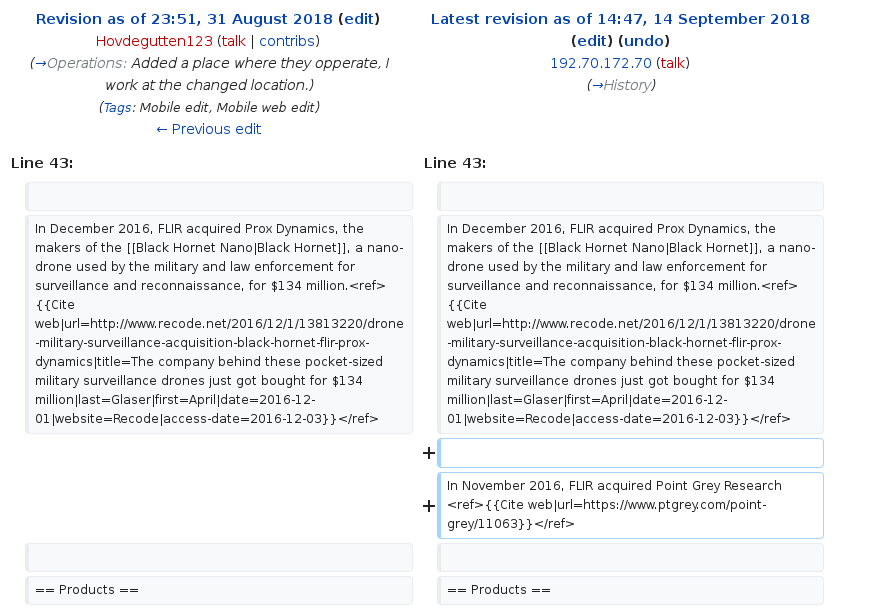 Revision as of 23:51, 31 August 2018 (edit)
Hovdegutten123 (talk | contribs)
(→Operations: Added a place where they opperate, I
work at the changed location.)
(Tags: Mobile edit, Mobile web edit)
← Previous edit
Latest revision as of 14:47, 14 September 2018
(edit) (undo)
192.70.172.70 (talk)
(→History)
Line 43:
Line 43:
In December 2016, FLIR acquired Prox Dynamics, the
makers of the [[Black Hornet Nano|Black Hornet]], a nano-
drone used by the military and law enforcement for
surveillance and reconnaissance, for $134 million.<ref>
{{Cite
web|url=http://www.recode.net/2016/12/1/13813220/drone
-military-surveillance-acquisition-black-hornet-flir-prox-
dynamics|title=The company behind these pocket-sized
military surveillance drones just got bought for $134
million|last=Glaser|first=April|date=2016-12-
01|website=Recode|access-date=2016-12-03}}</ref>
In December 2016, FLIR acquired Prox Dynamics, the
makers of the [[Black Hornet Nano|Black Hornet]], a nano-
drone used by the military and law enforcement for
surveillance and reconnaissance, for $134 million.<ref>
{{Cite
web|url=http://www.recode.net/2016/12/1/13813220/drone
-military-surveillance-acquisition-black-hornet-flir-prox-
dynamics|title=The company behind these pocket-sized
military surveillance drones just got bought for $134
million|last=Glaser|first=April|date=2016-12-
01|website=Recode|access-date=2016-12-03}}</ref>
+
+
In November 2016, FLIR acquired Point Grey Research
<ref>{{Cite web|url=https://www.ptgrey.com/point-
grey/11063}}</ref>
== Products ==
== Products ==